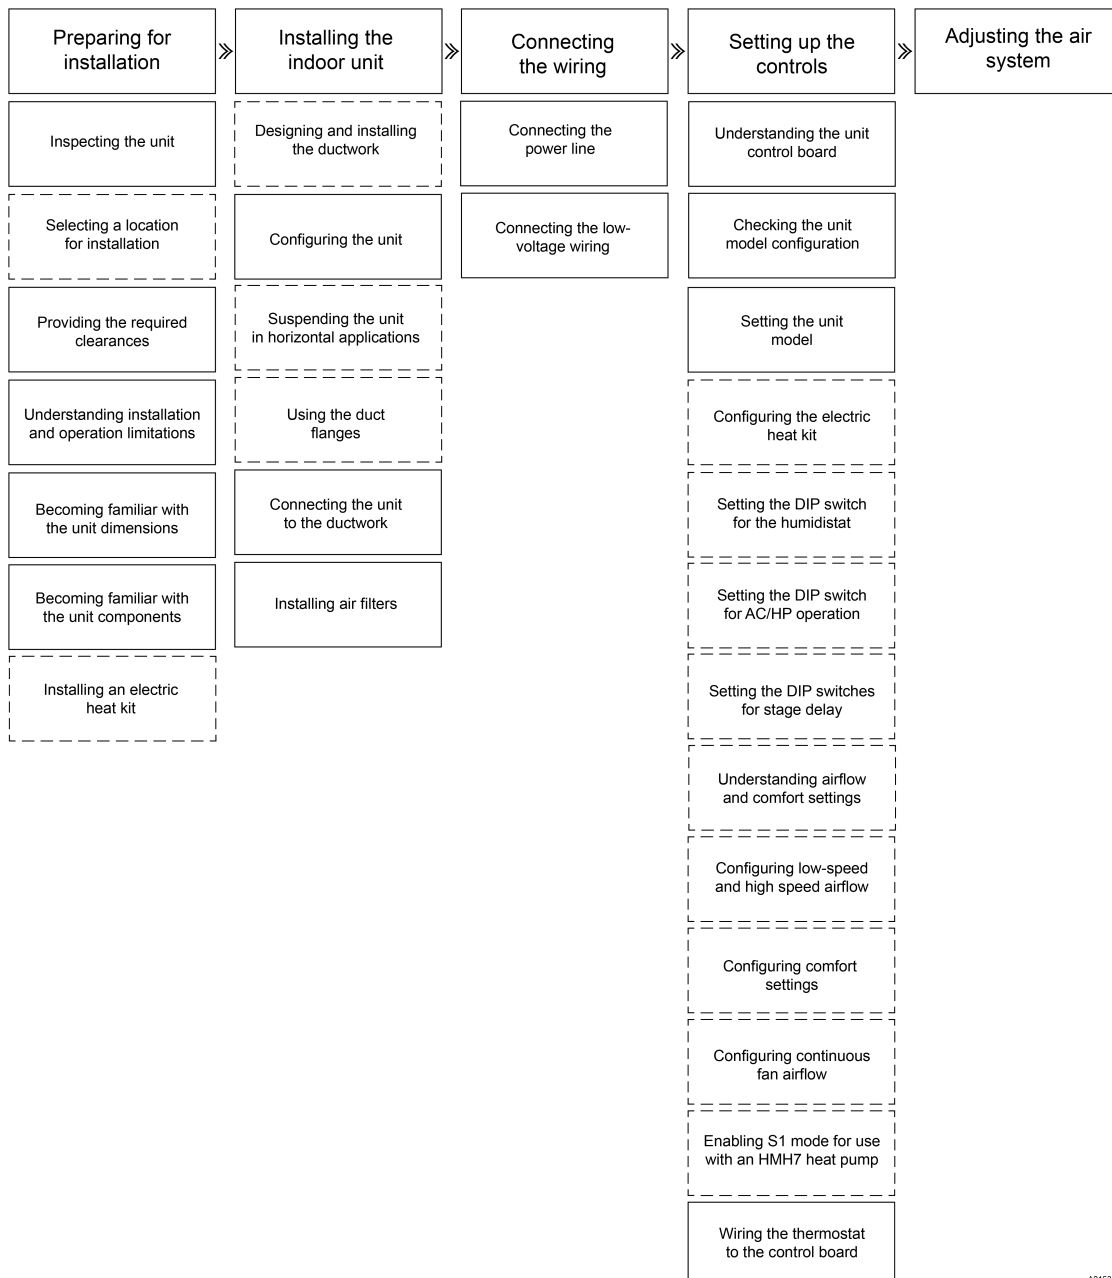 Preparing for
installation
»
Installing the
indoor unit
»
Connecting
the wiring
»
Setting up the
controls
»
Adjusting the air
system
Inspecting the unit
Selecting a location
for installation
Providing the required
clearances
Understanding installation
and operation limitations
Becoming familiar with
the unit dimensions
Becoming familiar with
the unit components
Installing an electric
heat kit
Designing and installing
the ductwork
Configuring the unit
Suspending the unit
in horizontal applications
Using the duct
flanges
Connecting the unit
to the ductwork
Installing air filters
Connecting the
power line
Connecting the low-
voltage wiring
Understanding the unit
control board
Checking the unit
model configuration
Setting the unit
model
Configuring the electric
heat kit
Setting the DIP switch
for the humidistat
Setting the DIP switch
for AC/HP operation
Setting the DIP switches
for stage delay
Understanding airflow
and comfort settings
Configuring low-speed
and high speed airflow
Configuring comfort
settings
Configuring continuous
fan airflow
Enabling S1 mode for use
with an HMH7 heat pump
Wiring the thermostat
to the control board